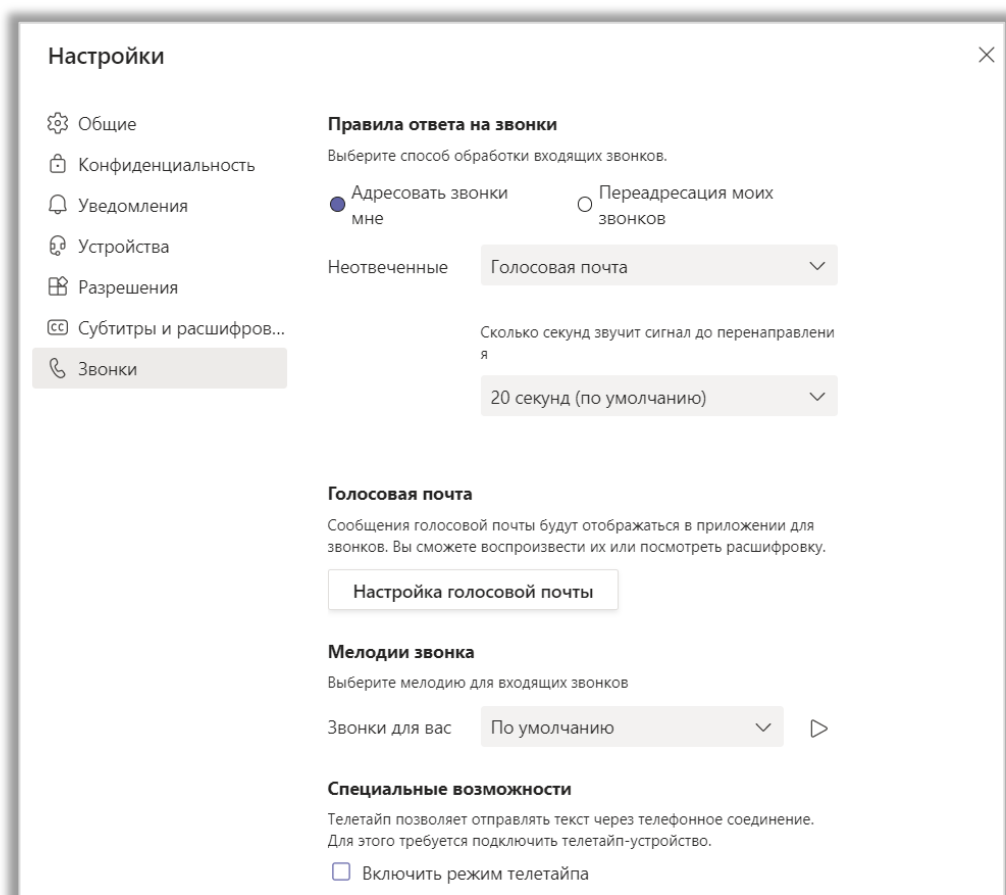 Настройки
Общие
Конфиденциальность
Уведомления
Устройства
Разрешения
Субтитры и расшифров...
Звонки
Правила ответа на звонки
Выберите способ обработки входящих звонков.
Адресовать звонки
мне
Переадресация моих
звонков
Неотвеченные
Голосовая почта
Сколько секунд звучит сигнал до перенаправлени
я
20 секунд (по умолчанию)
Голосовая почта
Сообщения голосовой почты будут отображаться в приложении для
звонков. Вы сможете воспроизвести их или посмотреть расшифровку.
Настройка голосовой почты
Мелодии звонка
Выберите мелодию для входящих звонков
Звонки для вас
По умолчанию
Специальные возможности
Телетайп позволяет отправлять текст через телефонное соединение.
Для этого требуется подключить телетайп-устройство.
Включить режим телетайпа